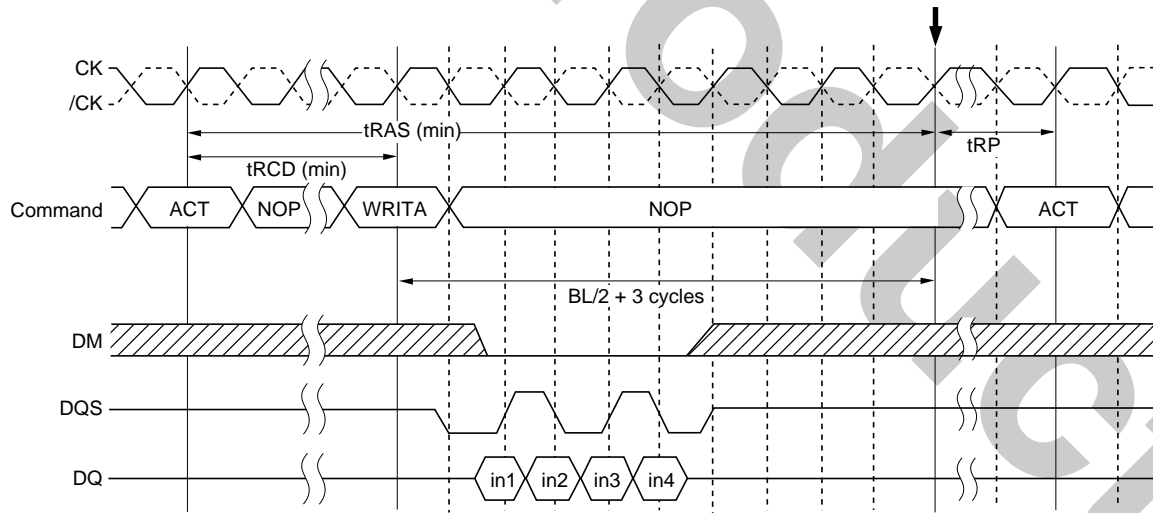 CK
/CK
tRAS (min)
tRP
tRCD (min)
Command ACT NOP WRITA NOP ACT
BL/2 + 3 cycles
DM
DQS
DQ in1 in2 in3 in4